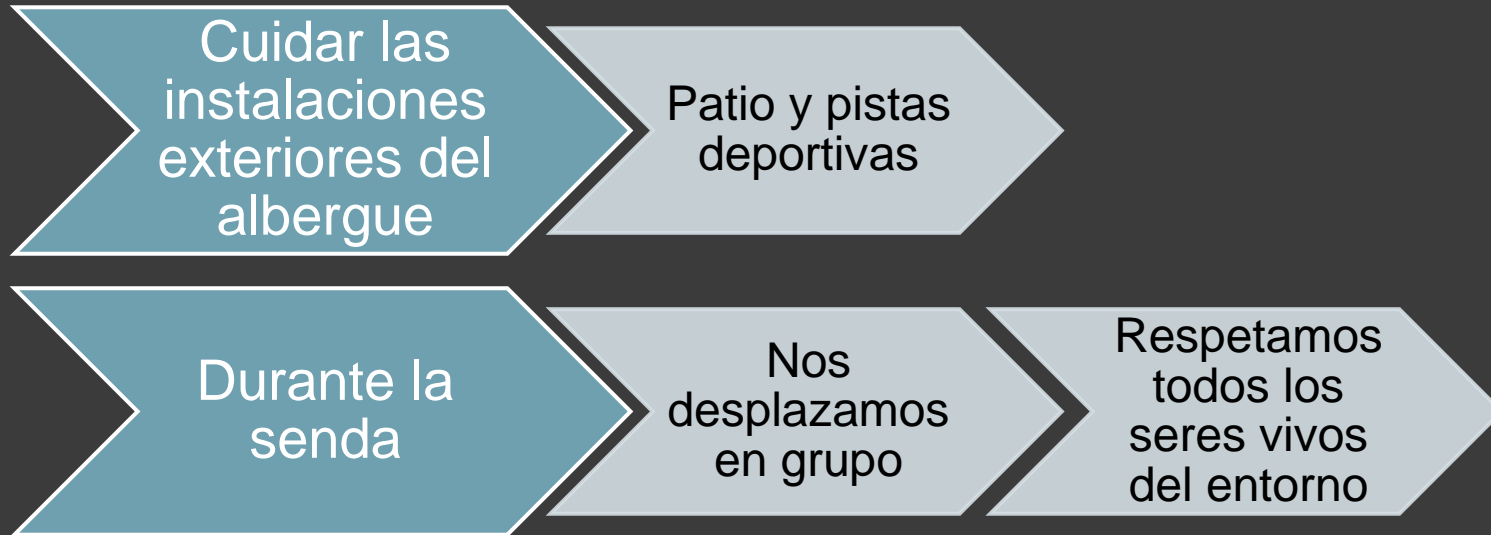 Cuidar las
instalaciones
exteriores del
albergue
Patio y pistas
deportivas
Durante la
senda
Nos
desplazamos
en grupo
Respetamos
todos los
seres vivos
del entorno